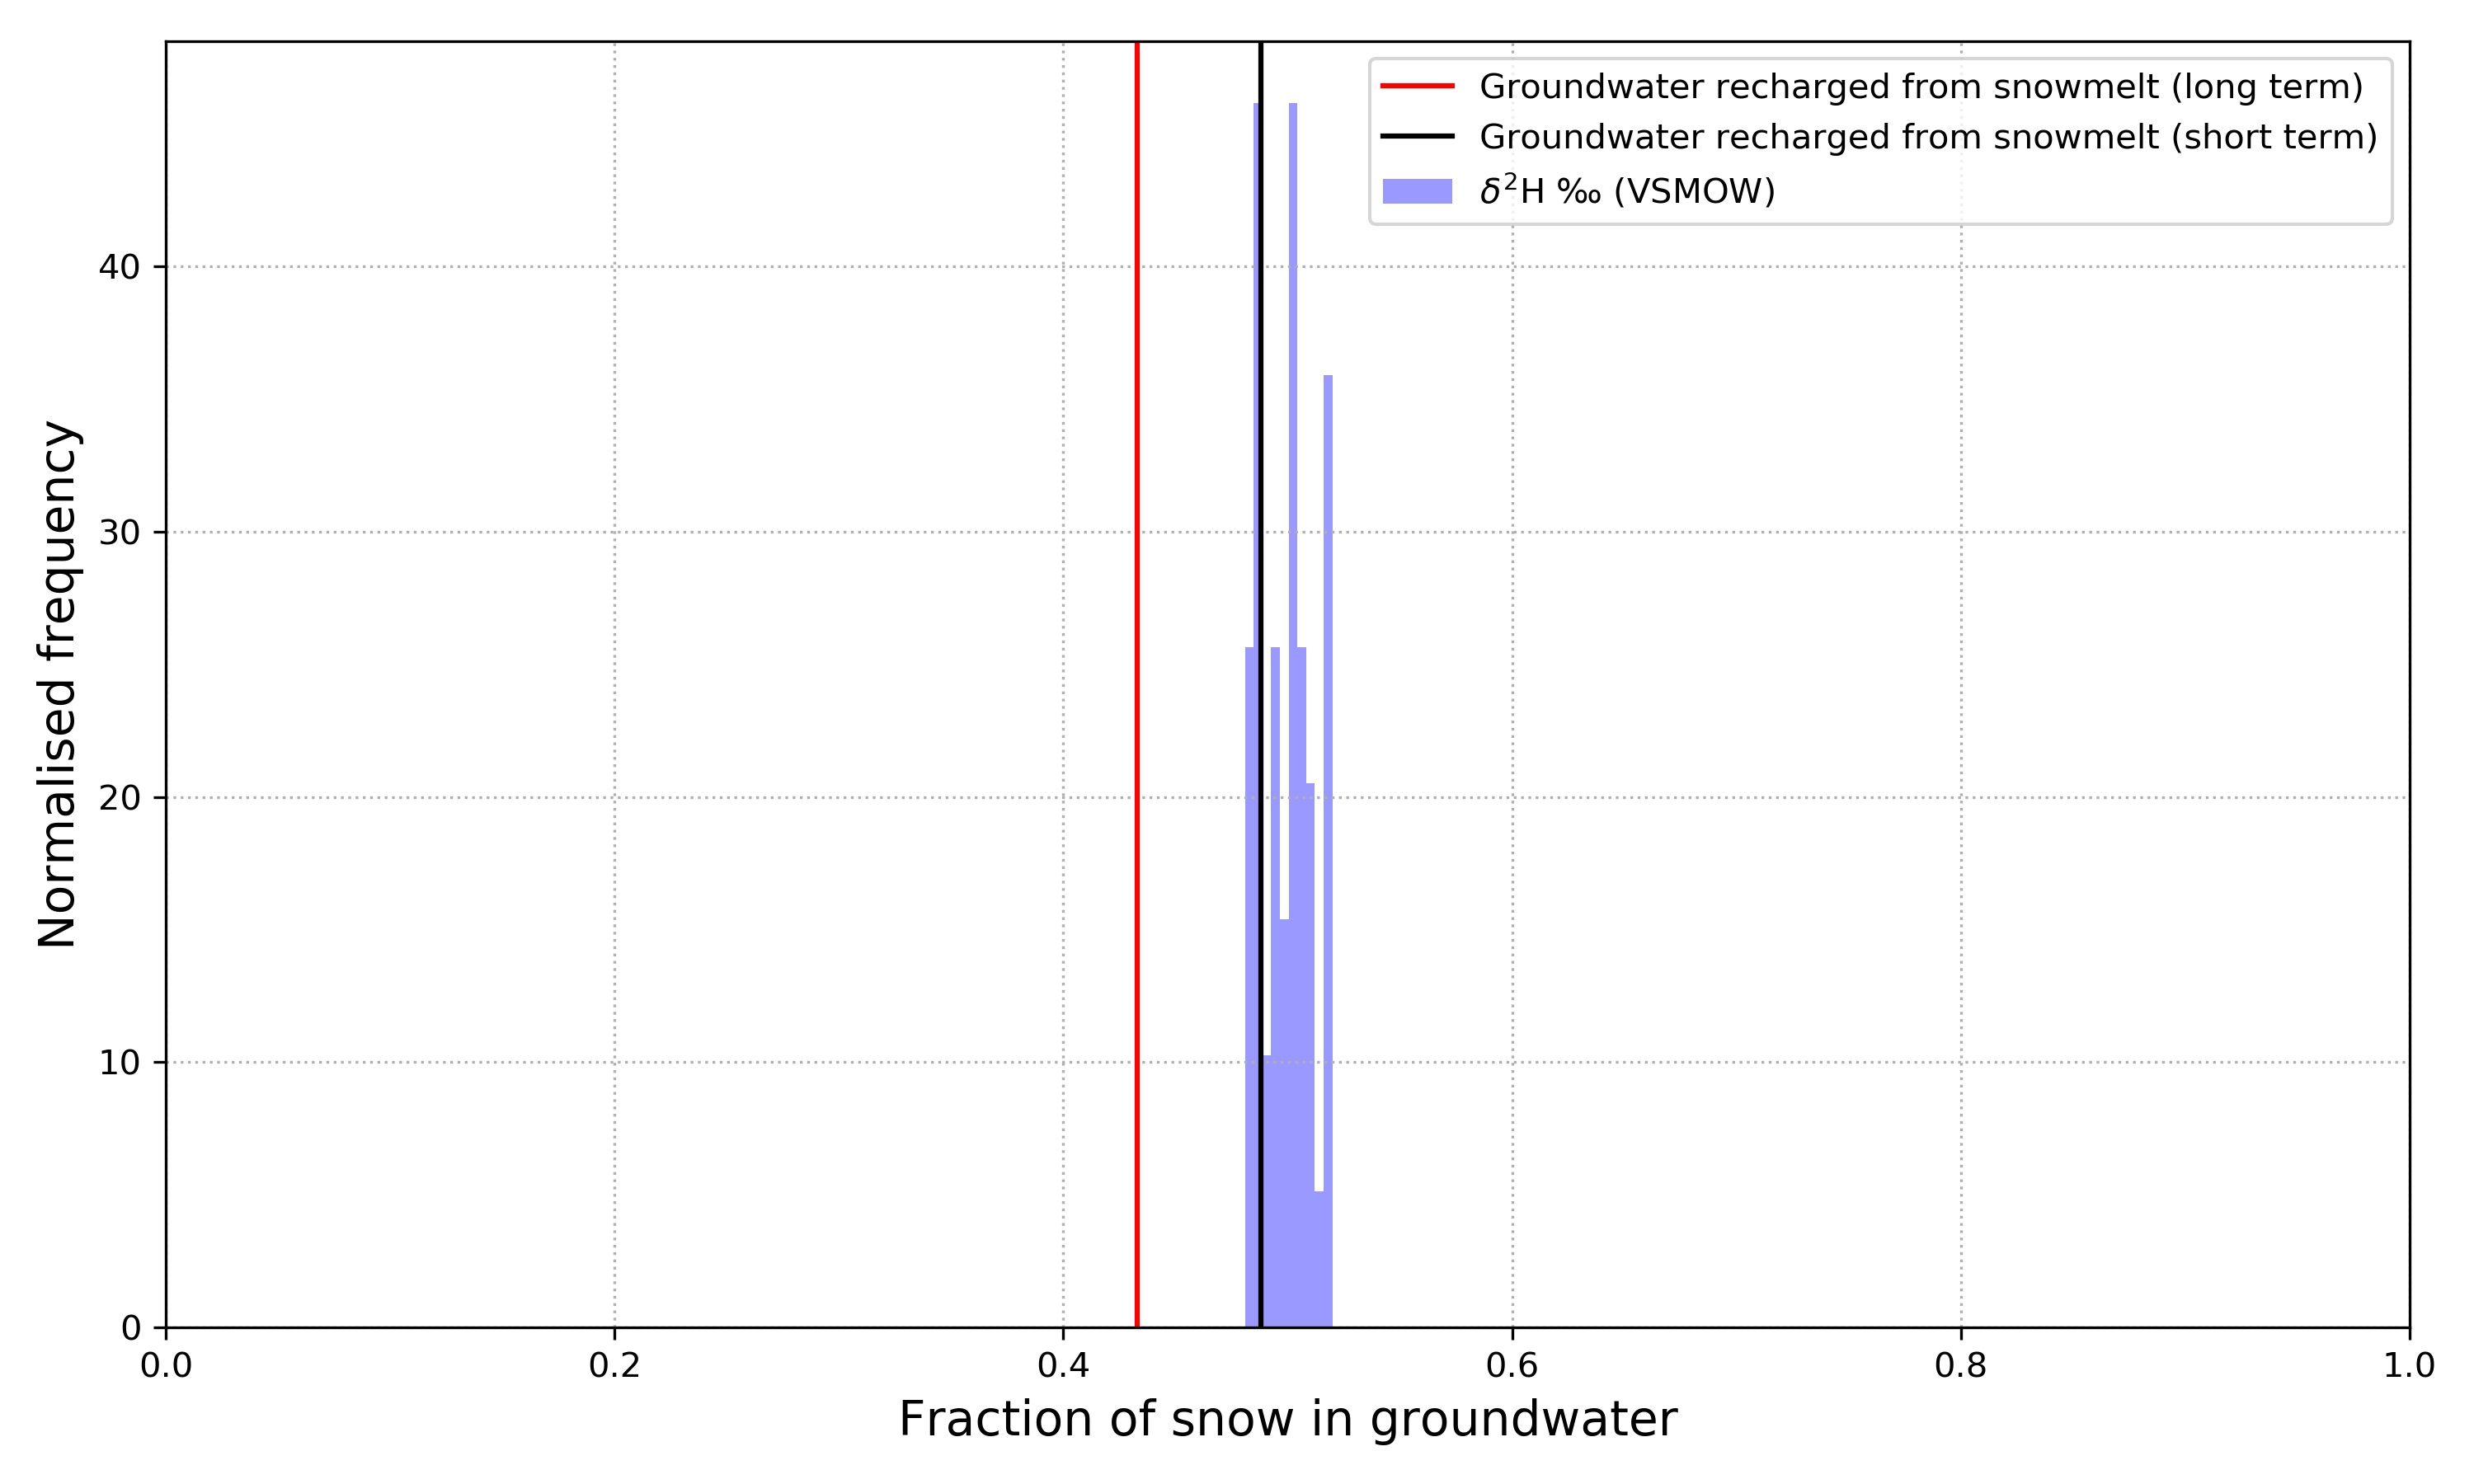 Groundwater recharged from snowmelt (long term)
Groundwater recharged from snowmelt (short term)
δ²H ‰ (VSMOW)
Normalised frequency
40
30
20
10
0
0.0 0.2 0.4 0.6 0.8 1.0
Fraction of snow in groundwater